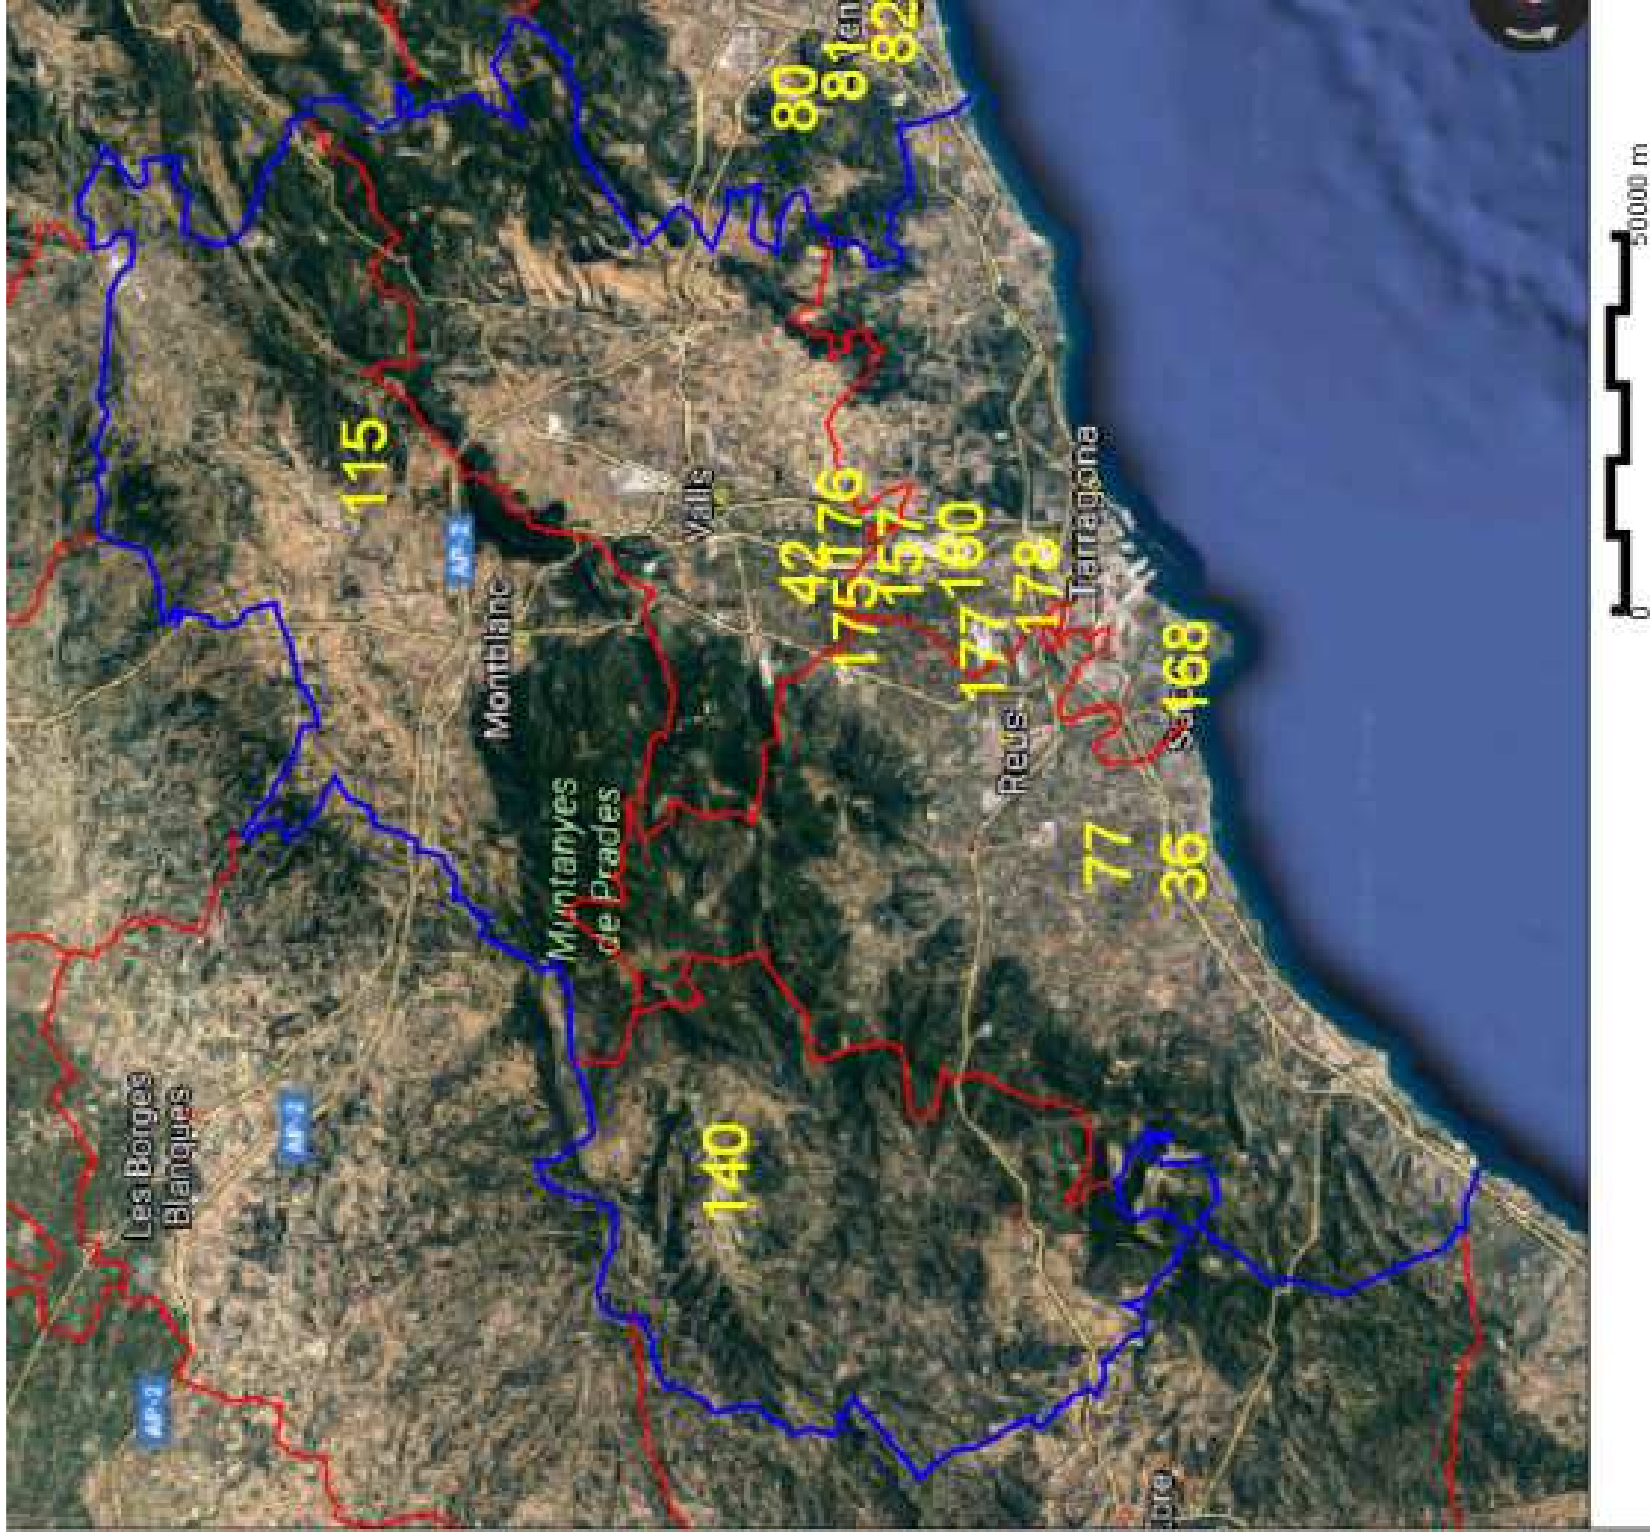 82
81
80
115
AP-2
Valls
42
176
175
157
180
177
178
Tarragona
168
Montblanc
Reus
Muntanyes
de Prades
77
36
Les Borges
Blanques
AP-2
140
AP-2
0
50000 m